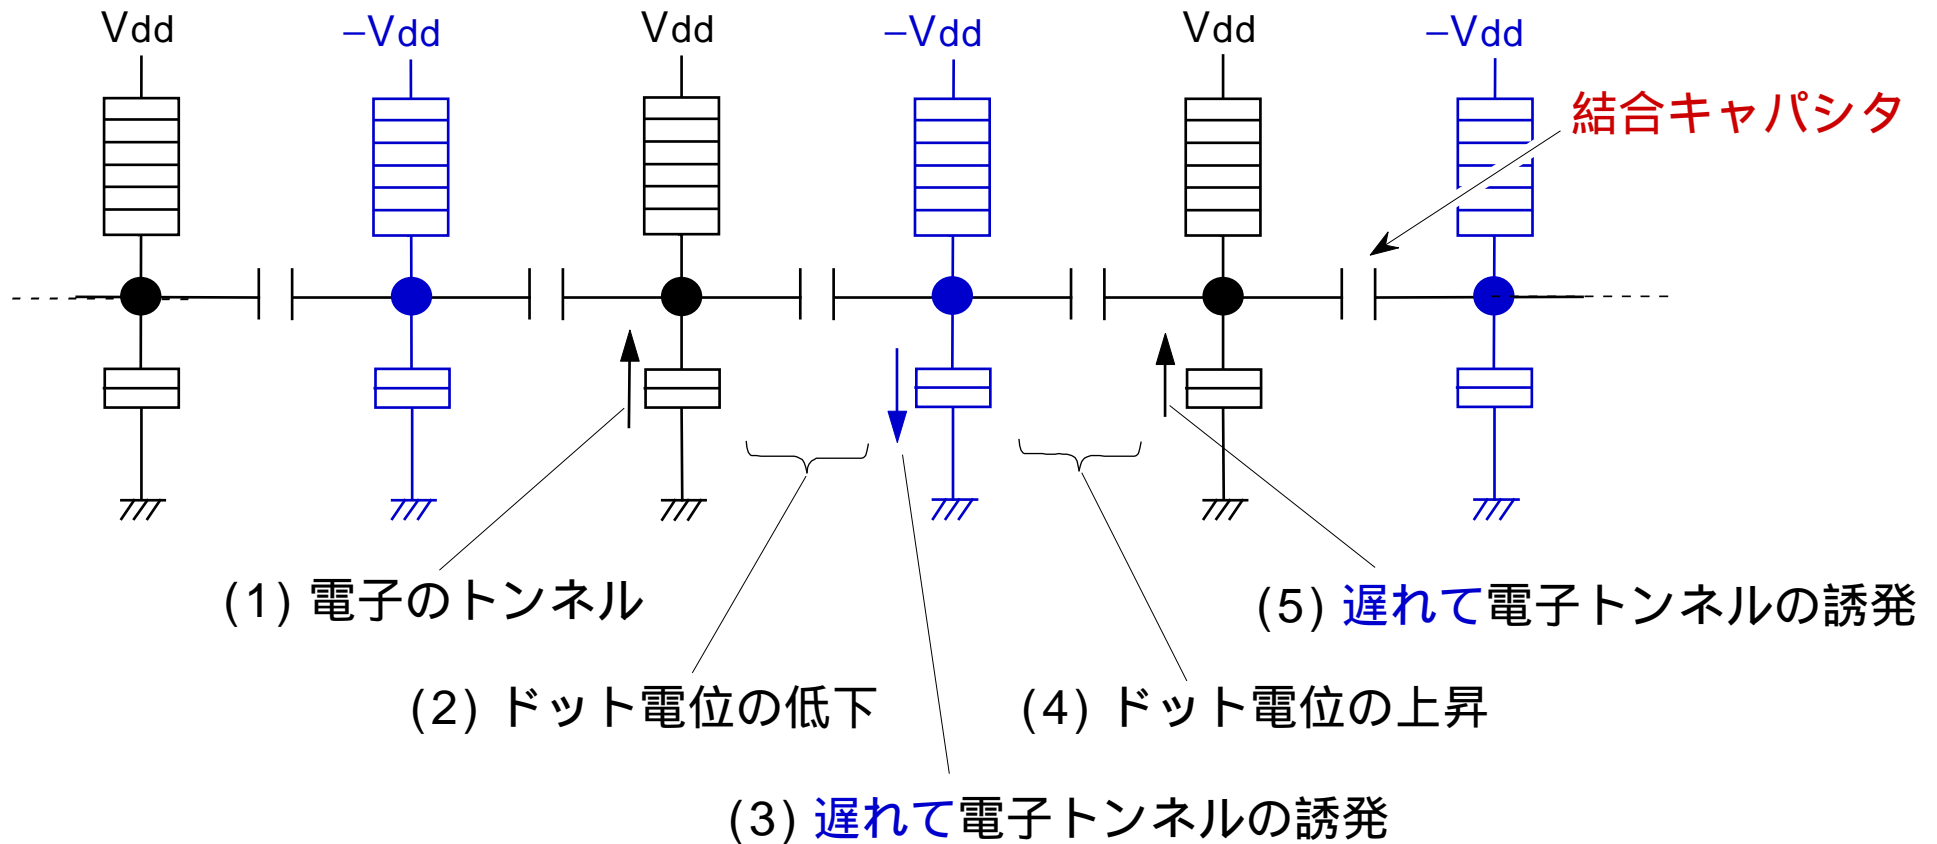 Vdd
−Vdd
Vdd
−Vdd
Vdd
−Vdd
結合キャパシタ
(1) 電子のトンネル
(5) 遅れて電子トンネルの誘発
(2) ドット電位の低下
(4) ドット電位の上昇
(3) 遅れて電子トンネルの誘発